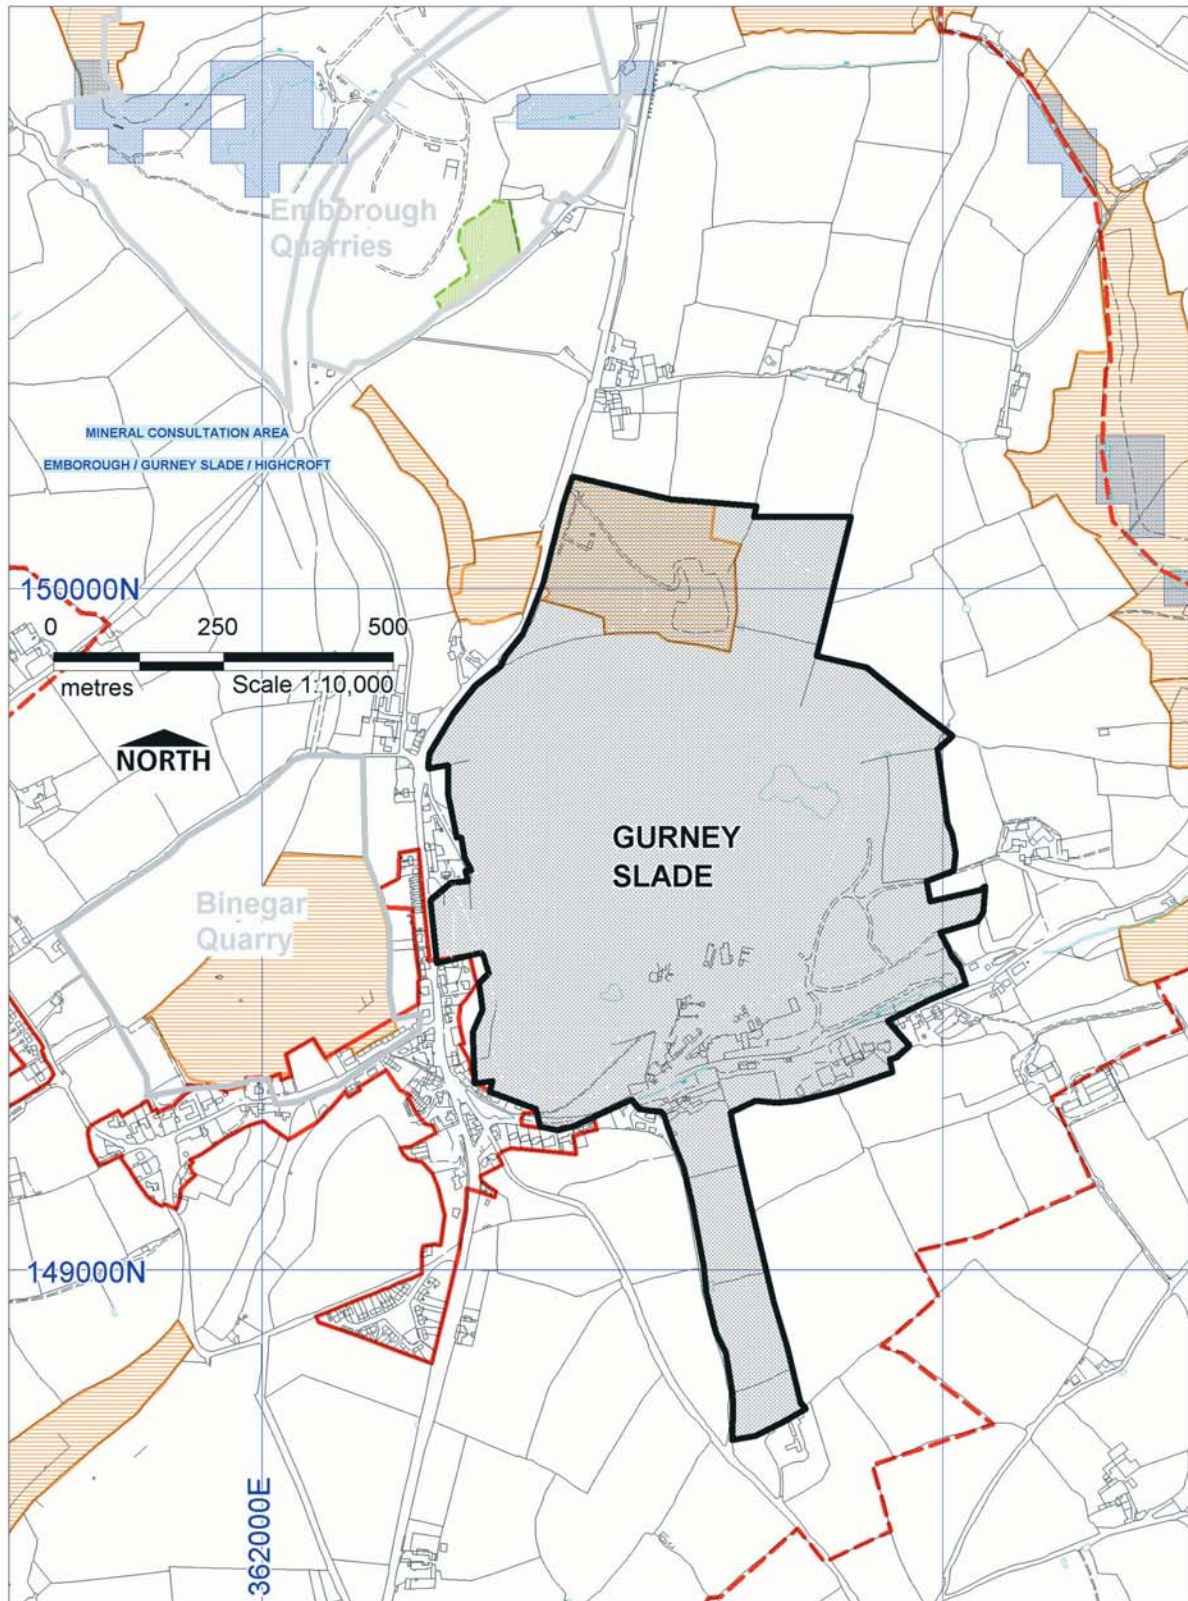 Emborough
Quarries
MINERAL CONSULTATION AREA
EMBOROUGH / GURNEY SLADE / HIGHCROFT
150000N
0 250 500
metres Scale 1:10,000
NORTH
GURNEY
SLADE
Binegar
Quarry
149000N
362000E